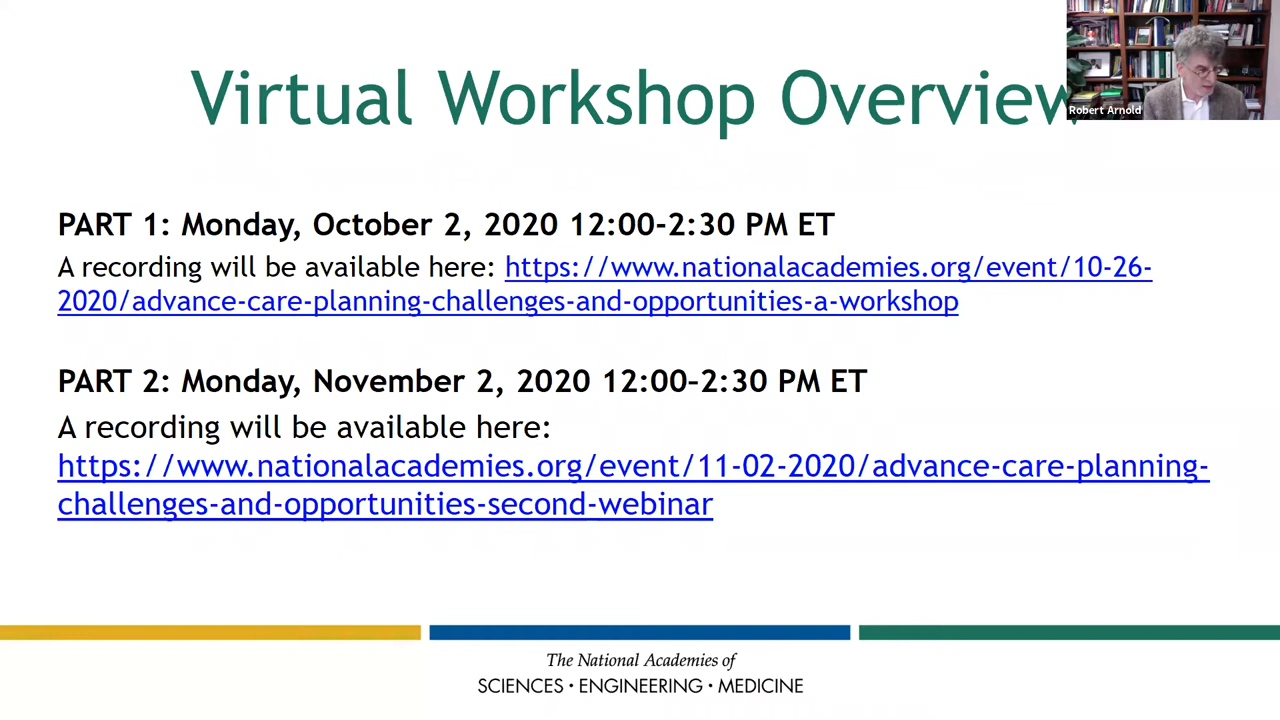 Virtual Workshop Overview
Robert Arnold
PART 1: Monday, October 2, 2020 12:00-2:30 PM ET
A recording will be available here: https://www.nationalacademies.org/event/10-26-
2020/advance-care-planning-challenges-and-opportunities-a-workshop
PART 2: Monday, November 2, 2020 12:00–2:30 PM ET
A recording will be available here:
https://www.nationalacademies.org/event/11-02-2020/advance-care-planning-
challenges-and-opportunities-second-webinar
The National Academies of
SCIENCES · ENGINEERING · MEDICINE